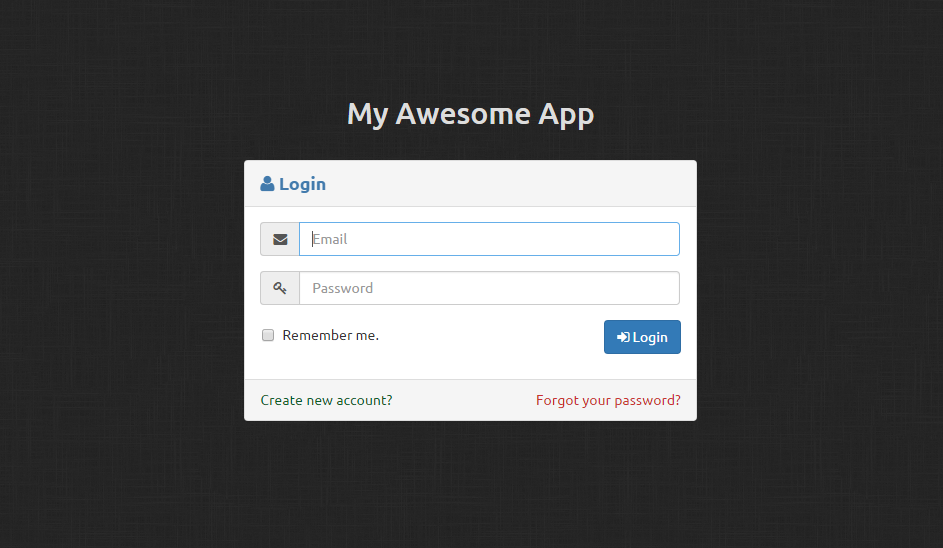 My Awesome App
Login
Email
Password
Remember me.
Login
Create new account?
Forgot your password?